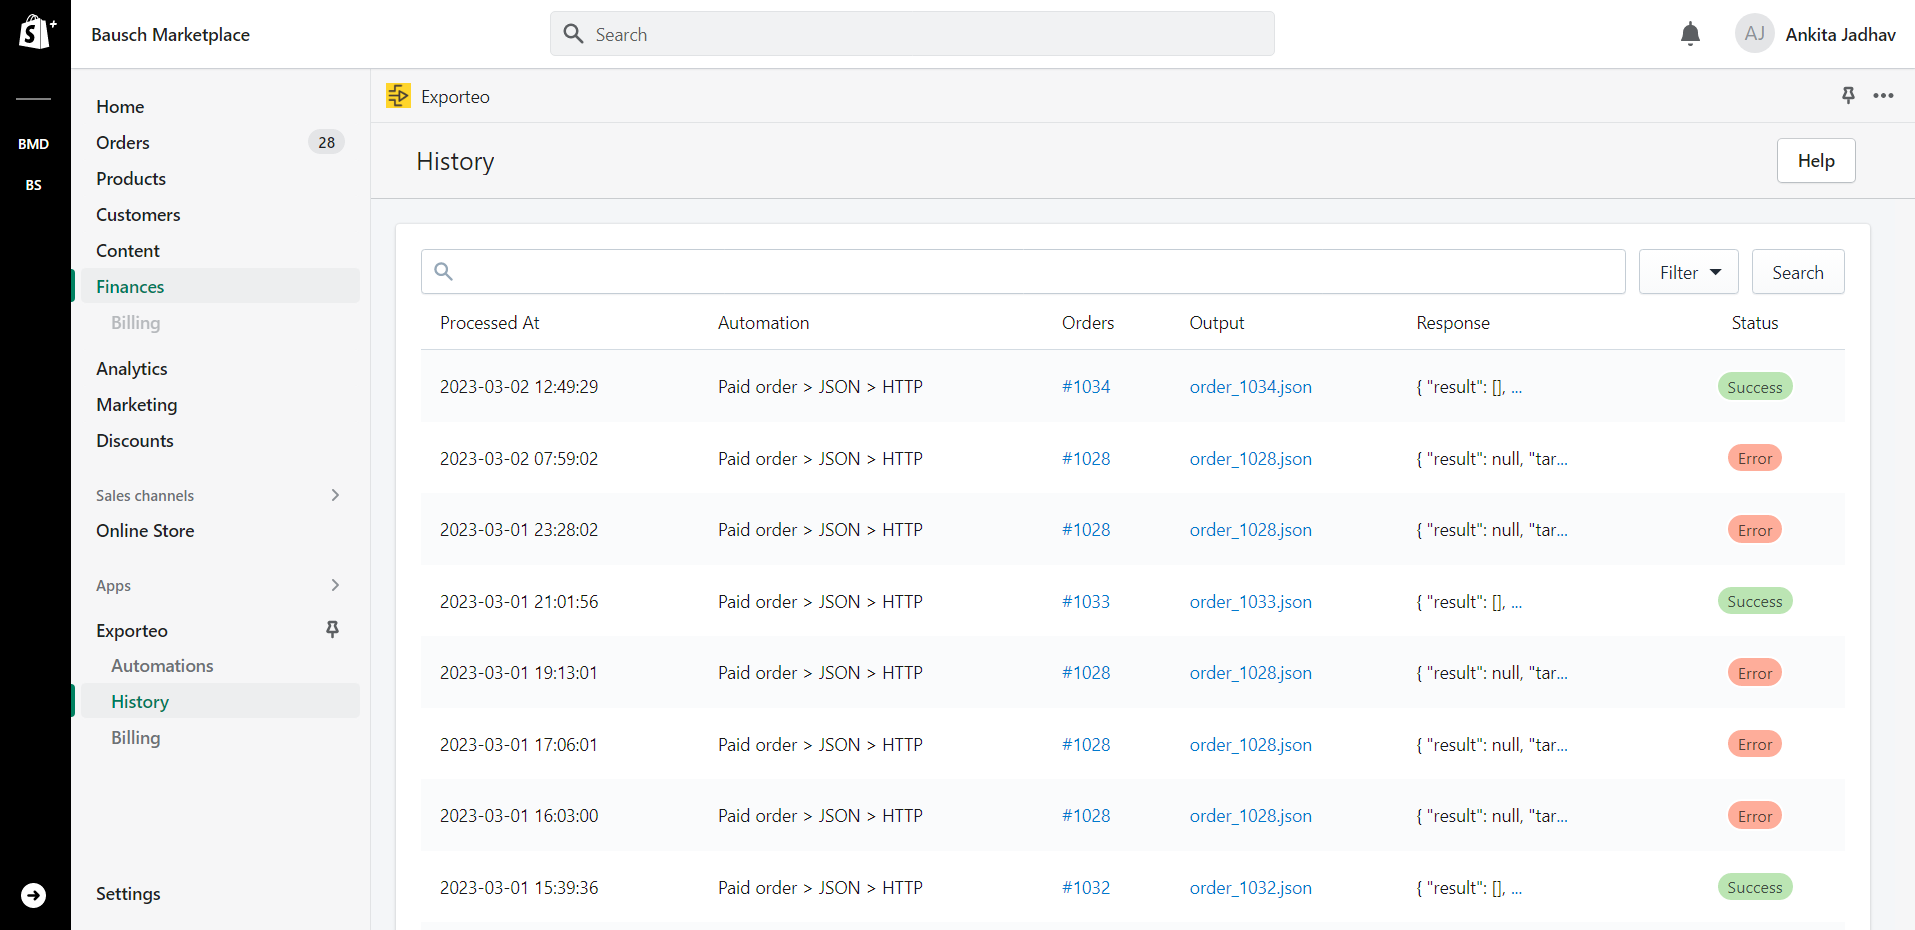 Bausch Marketplace
Search
AJ
Ankita Jadhav
BMD
BS
Home
Orders 28
Products
Customers
Content
Finances
Billing
Analytics
Marketing
Discounts
Sales channels
Online Store
Apps
Exporteo
Automations
History
Billing
Settings
Exporteo
History
Help
Filter
Search
Processed At Automation Orders Output Response Status
2023-03-02 12:49:29 Paid order > JSON > HTTP #1034 order_1034.json { "result": [], ... Success
2023-03-02 07:59:02 Paid order > JSON > HTTP #1028 order_1028.json { "result": null, "tar... Error
2023-03-01 23:28:02 Paid order > JSON > HTTP #1028 order_1028.json { "result": null, "tar... Error
2023-03-01 21:01:56 Paid order > JSON > HTTP #1033 order_1033.json { "result": [], ... Success
2023-03-01 19:13:01 Paid order > JSON > HTTP #1028 order_1028.json { "result": null, "tar... Error
2023-03-01 17:06:01 Paid order > JSON > HTTP #1028 order_1028.json { "result": null, "tar... Error
2023-03-01 16:03:00 Paid order > JSON > HTTP #1028 order_1028.json { "result": null, "tar... Error
2023-03-01 15:39:36 Paid order > JSON > HTTP #1032 order_1032.json { "result": [], ... Success